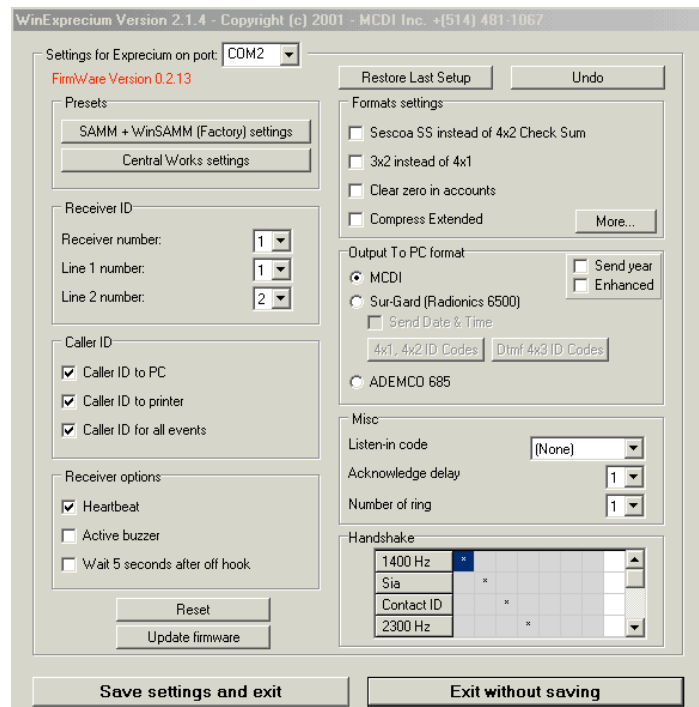 WinExprecium Version 2.1.4 - Copyright (c) 2001 - MCDI Inc. +(514) 481-1067
Settings for Exprecium on port: COM2
FirmWare Version 0.2.13
Restore Last Setup
Undo
Presets
SAMM + WinSAMM (Factory) settings
Central Works settings
Receiver ID
Receiver number: 1
Line 1 number: 1
Line 2 number: 2
Caller ID
Caller ID to PC
Caller ID to printer
Caller ID for all events
Receiver options
Heartbeat
Active buzzer
Wait 5 seconds after off hook
Reset
Update firmware
Formats settings
Sescoa SS instead of 4x2 Check Sum
3x2 instead of 4x1
Clear zero in accounts
Compress Extended
More...
Output To PC format
MCDI
Send year
Enhanced
Sur-Gard (Radionics 6500)
Send Date & Time
4x1, 4x2 ID Codes
Dtmf 4x3 ID Codes
ADEMCO 685
Misc
Listen-in code (None)
Acknowledge delay 1
Number of ring 1
Handshake
1400 Hz *
Sia *
Contact ID *
2300 Hz *
Save settings and exit
Exit without saving